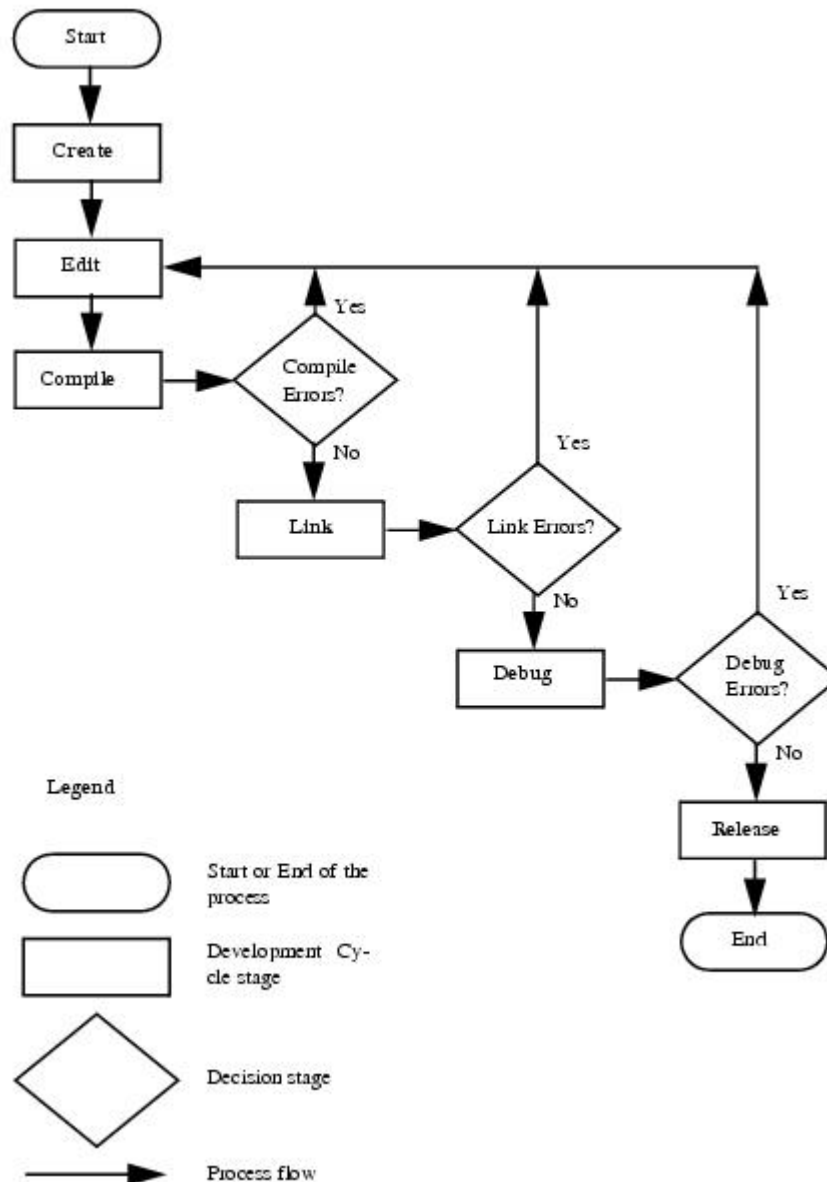 Start
Create
Edit
Yes
Compile
Compile
Errors?
No
Yes
Link
Link Errors?
No
Yes
Debug
Debug
Errors?
No
Legend
Release
Start or End of the
process
End
Development Cy-
cle stage
Decision stage
Process flow